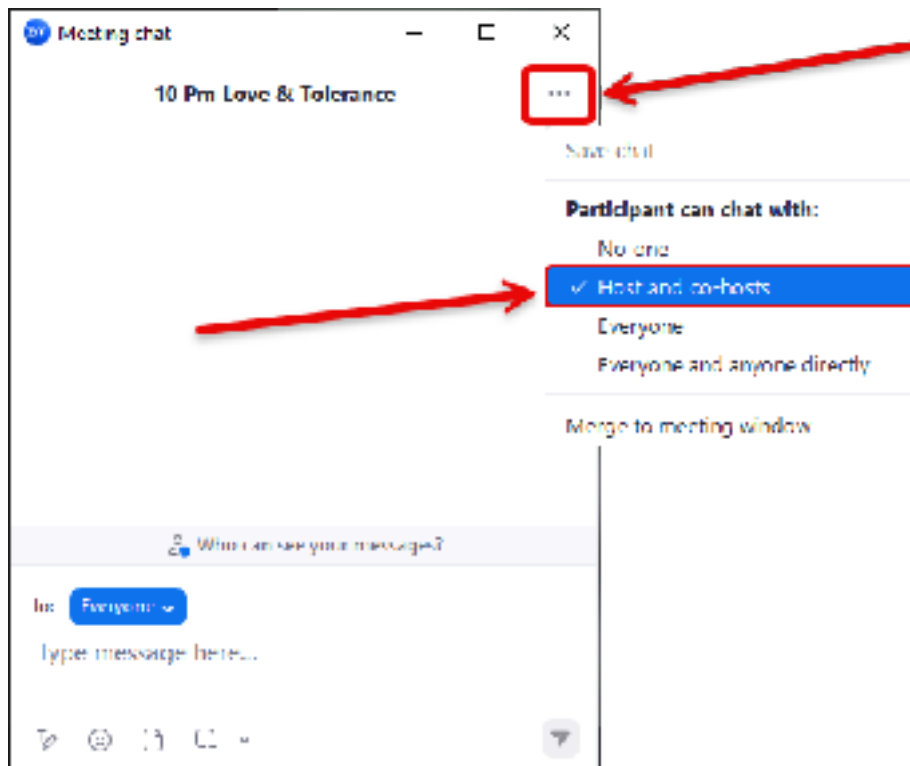 Meeting chat
10 Pm Love & Tolerance
Save chat
Participant can chat with:
No one
Host and co-hosts
Everyone
Everyone and anyone directly
Merge to meeting window
Who can see your messages?
To: Everyone
Type message here...